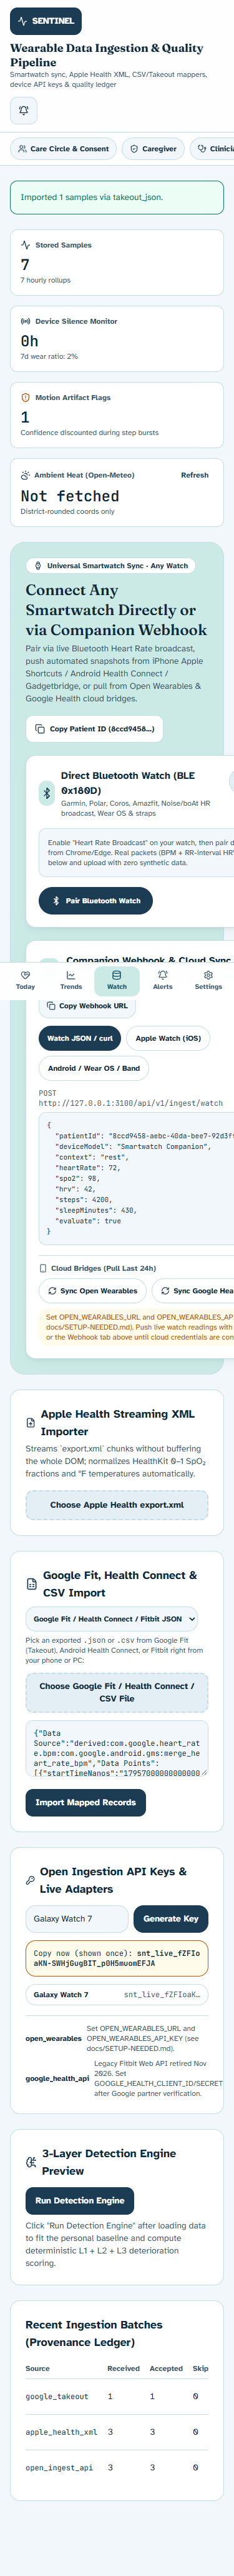 SENTINEL
Wearable Data Ingestion & Quality
Pipeline
Smartwatch sync, Apple Health XML, CSV/Takeout mappers,
device API keys & quality ledger
Care Circle & Consent
Caregiver
Clinicia
Imported 1 samples via takeout_json.
Stored Samples
7
7 hourly rollups
Device Silence Monitor
0h
7d wear ratio: 2%
Motion Artifact Flags
1
Confidence discounted during step bursts
Ambient Heat (Open-Meteo)
Refresh
Not fetched
District-rounded coords only
Universal Smartwatch Sync · Any Watch
Connect Any
Smartwatch Directly or
via Companion Webhook
Pair via live Bluetooth Heart Rate broadcast,
push automated snapshots from iPhone Apple
Shortcuts / Android Health Connect /
Gadgetbridge, or pull from Open Wearables &
Google Health cloud bridges.
Copy Patient ID (8ccd9458…)
Direct Bluetooth Watch (BLE
0x180D)
Garmin, Polar, Coros, Amazfit, Noise/boAt HR
broadcast, Wear OS & straps
Enable "Heart Rate Broadcast" on your watch, then pair d
from Chrome/Edge. Real packets (BPM + RR-interval HRV
below and upload with zero synthetic data.
Pair Bluetooth Watch
Companion Webhook & Cloud Sync
Today
Trends
Watch
Alerts
Settings
Copy Webhook URL
Watch JSON / curl
Apple Watch (iOS)
Android / Wear OS / Band
POST
http://127.0.0.1:3100/api/v1/ingest/watch
{
"patientId": "8ccd9458-aebc-40da-bee7-92d3f
"deviceModel": "Smartwatch Companion",
"context": "rest",
"heartRate": 72,
"spo2": 98,
"hrv": 42,
"steps": 4200,
"sleepMinutes": 430,
"evaluate": true
}
Cloud Bridges (Pull Last 24h)
Sync Open Wearables
Sync Google Hea
Set OPEN_WEARABLES_URL and OPEN_WEARABLES_AP
docs/SETUP-NEEDED.md). Push live watch readings with
or the Webhook tab above until cloud credentials are con
Apple Health Streaming XML
Importer
Streams `export.xml` chunks without buffering
the whole DOM; normalizes HealthKit 0–1 SpO₂
fractions and °F temperatures automatically.
Choose Apple Health export.xml
Google Fit, Health Connect &
CSV Import
Google Fit / Health Connect / Fitbit JSON
Pick an exported .json or .csv from Google Fit
(Takeout), Android Health Connect, or Fitbit right from
your phone or PC:
Choose Google Fit / Health Connect /
CSV File
{"Data
Source":"derived:com.google.heart_rat
e.bpm:com.google.android.gms:merge_he
art_rate_bpm","Data Points":
[{"startTimeNanos":"17957000000000000
Import Mapped Records
Open Ingestion API Keys &
Live Adapters
Galaxy Watch 7
Generate Key
Copy now (shown once): snt_live_fZFIo
aKN-SWHjGugBIT_p0H5muomEFJA
Galaxy Watch 7
snt_live_fZFIoaK…
open_wearables
Set OPEN_WEARABLES_URL and
OPEN_WEARABLES_API_KEY (see
docs/SETUP-NEEDED.md).
google_health_api
Legacy Fitbit Web API retired Nov
2026. Set
GOOGLE_HEALTH_CLIENT_ID/SECRET
after Google partner verification.
3-Layer Detection Engine
Preview
Run Detection Engine
Click "Run Detection Engine" after loading data
to fit the personal baseline and compute
deterministic L1 + L2 + L3 deterioration
scoring.
Recent Ingestion Batches
(Provenance Ledger)
Source Received Accepted Skip
google_takeout 1 1 0
apple_health_xml 3 3 0
open_ingest_api 3 3 0